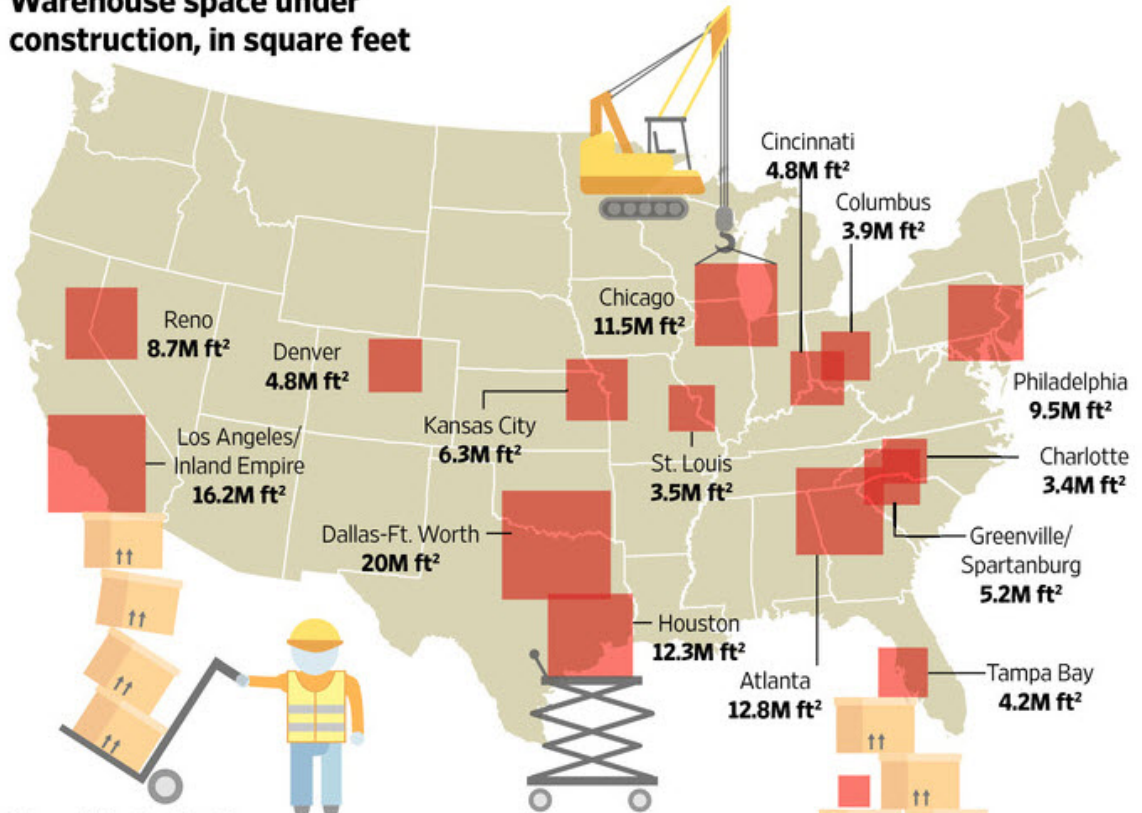 Warehouse space under
construction, in square feet
Cincinnati
4.8M ft²
Columbus
3.9M ft²
Chicago
11.5M ft²
Reno
8.7M ft²
Denver
4.8M ft²
Philadelphia
9.5M ft²
Kansas City
6.3M ft²
Los Angeles/
Inland Empire
16.2M ft²
St. Louis
3.5M ft²
Charlotte
3.4M ft²
Dallas-Ft. Worth
20M ft²
Greenville/
Spartanburg
5.2M ft²
Houston
12.3M ft²
Atlanta
12.8M ft²
Tampa Bay
4.2M ft²